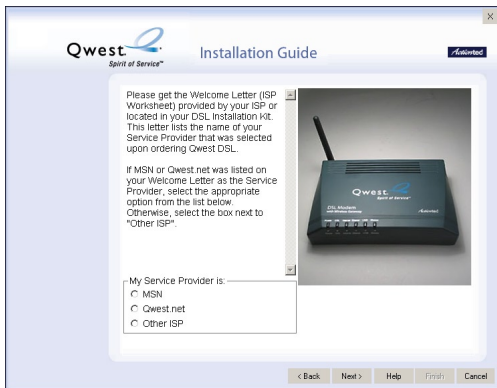 X
Qwest.
Spirit of Service™
Installation Guide
Actiontec
Please get the Welcome Letter (ISP
Worksheet) provided by your ISP or
located in your DSL Installation Kit.
This letter lists the name of your
Service Provider that was selected
upon ordering Qwest DSL.
If MSN or Qwest.net was listed on
your Welcome Letter as the Service
Provider, select the appropriate
option from the list below.
Otherwise, select the box next to
"Other ISP".
Qwest.
Spirit of Service
DSL Modem
Actiontec
My Service Provider is:
MSN
Qwest.net
Other ISP
< Back
Next >
Help
Finish
Cancel